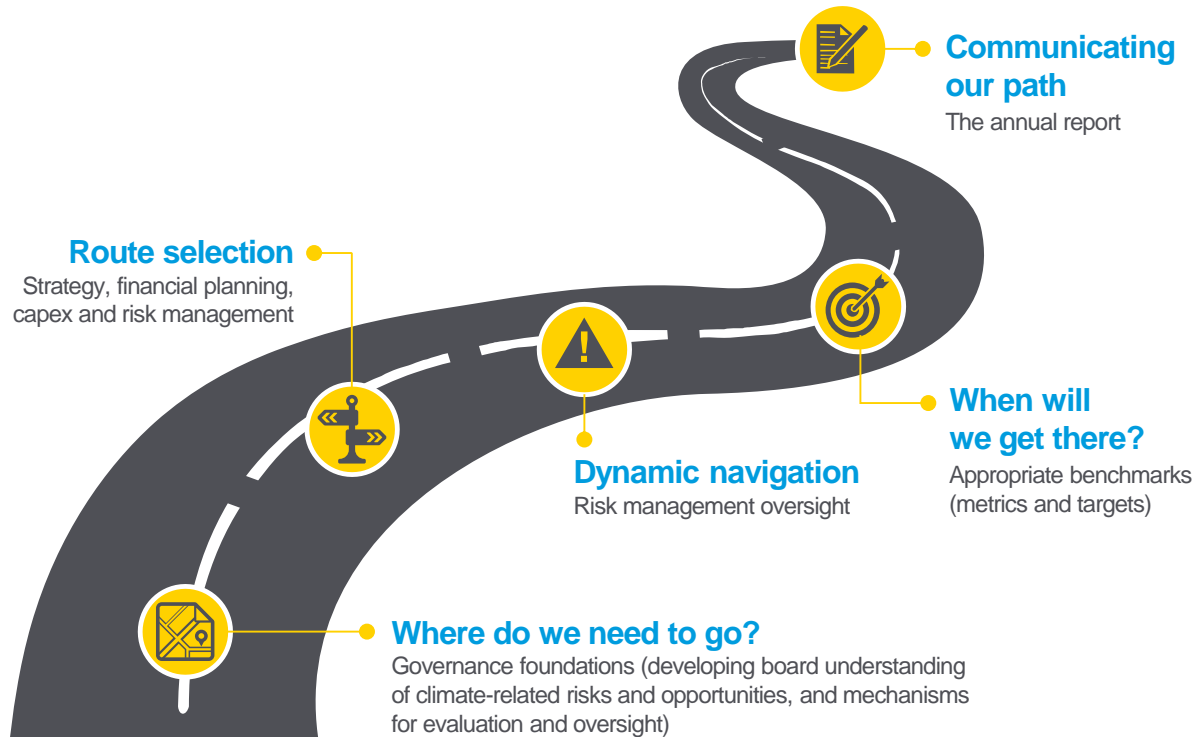 Communicating
our path
The annual report
Route selection
Strategy, financial planning,
capex and risk management
When will
we get there?
Appropriate benchmarks
(metrics and targets)
Dynamic navigation
Risk management oversight
Where do we need to go?
Governance foundations (developing board understanding
of climate-related risks and opportunities, and mechanisms
for evaluation and oversight)